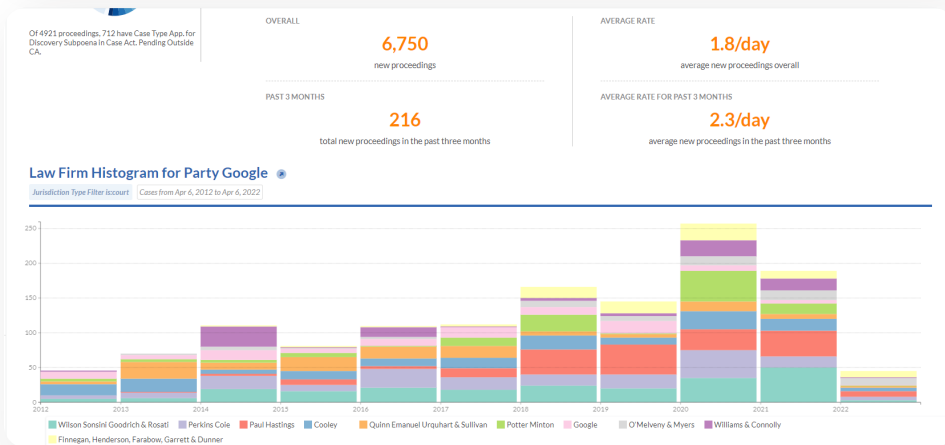 Of 4921 proceedings, 712 have Case Type App. for
Discovery Subpoena in Case Act. Pending Outside
CA.
OVERALL
6,750
new proceedings
AVERAGE RATE
1.8/day
average new proceedings overall
PAST 3 MONTHS
216
total new proceedings in the past three months
AVERAGE RATE FOR PAST 3 MONTHS
2.3/day
average new proceedings in the past three months
Law Firm Histogram for Party Google
Jurisdiction Type Filter is:court Cases from Apr 6, 2012 to Apr 6, 2022
250
200
150
100
50
0
2012 2013 2014 2015 2016 2017 2018 2019 2020 2021 2022
Wilson Sonsini Goodrich & Rosati Perkins Coie Paul Hastings Cooley Quinn Emanuel Urquhart & Sullivan Potter Minton Google O'Melveny & Myers Williams & Connolly
Finnegan, Henderson, Farabow, Garrett & Dunner